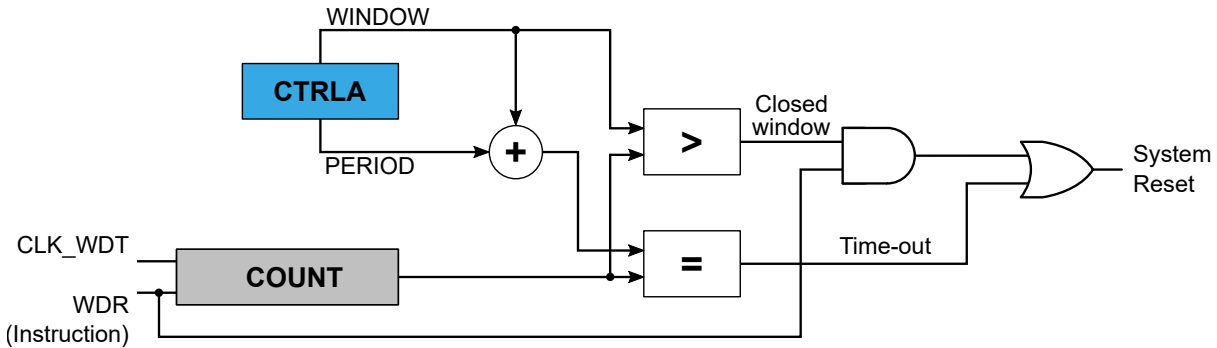 WINDOW
CTRLA
PERIOD
+
>
Closed
window
System
Reset
CLK_WDT
COUNT
=
Time-out
WDR
(Instruction)